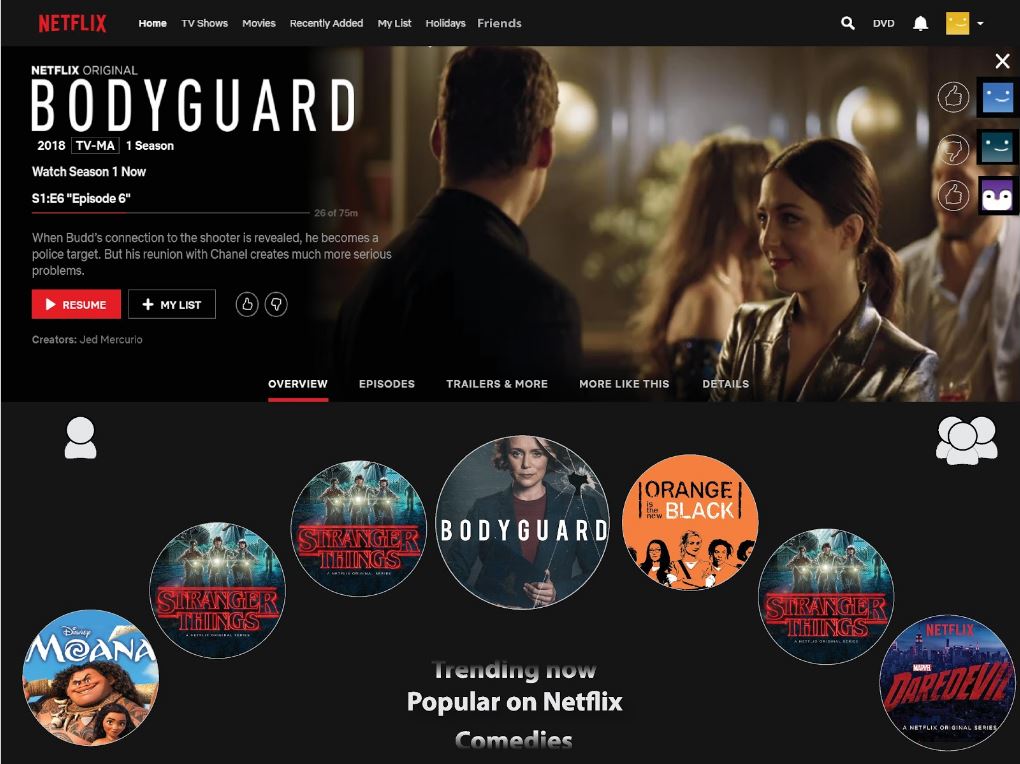 NETFLIX Home TV Shows Movies Recently Added My List Holidays Friends DVD
NETFLIX ORIGINAL
BODYGUARD
2018 TV-MA 1 Season
Watch Season 1 Now
S1:E6 "Episode 6"
26 of 75m
When Budd's connection to the shooter is revealed, he becomes a
police target. But his reunion with Chanel creates much more serious
problems.
RESUME + MY LIST
Creators: Jed Mercurio
OVERVIEW EPISODES TRAILERS & MORE MORE LIKE THIS DETAILS
Disney
MOANA
STRANGER
THINGS
A NETFLIX ORIGINAL SERIES
STRANGER
THINGS
A NETFLIX ORIGINAL SERIES
BODYGUARD
ORANGE
is the new BLACK
STRANGER
THINGS
A NETFLIX ORIGINAL SERIES
NETFLIX
MARVEL
DAREDEVIL
A NETFLIX ORIGINAL SERIES
Trending now
Popular on Netflix
Comedies